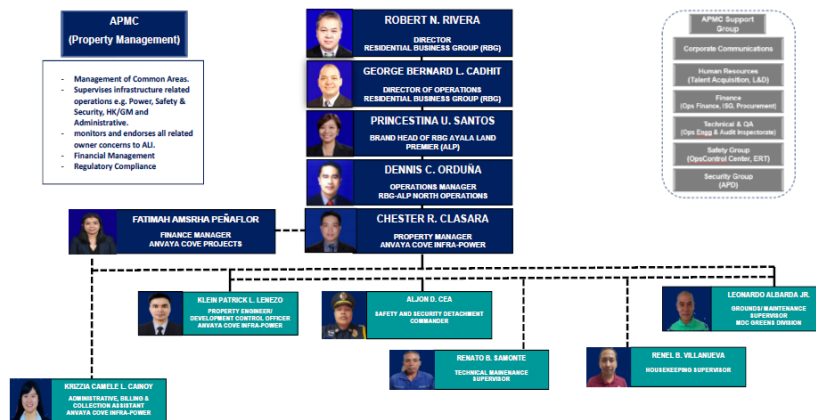 APMC
(Property Management)
- Management of Common Areas.
- Supervises infrastructure related
operations e.g. Power, Safety &
Security, HK/GM and
Administrative.
- monitors and endorses all related
owner concerns to ALI.
- Financial Management
- Regulatory Compliance
ROBERT N. RIVERA
DIRECTOR
RESIDENTIAL BUSINESS GROUP (RBG)
GEORGE BERNARD L. CADHIT
DIRECTOR OF OPERATIONS
RESIDENTIAL BUSINESS GROUP (RBG)
PRINCESTINA U. SANTOS
BRAND HEAD OF RBG AYALA LAND
PREMIER (ALP)
DENNIS C. ORDUÑA
OPERATIONS MANAGER
RBG-ALP NORTH OPERATIONS
CHESTER R. CLASARA
PROPERTY MANAGER
ANVAYA COVE INFRA-POWER
FATIMAH AMSRHA PEÑAFLOR
FINANCE MANAGER
ANVAYA COVE PROJECTS
APMC Support
Group
Corporate Communications
Human Resources
(Talent Acquisition, L&D)
Finance
(Ops Finance, ISG, Procurement)
Technical & QA
(Ops Engg & Audit Inspectorate)
Safety Group
(OpsControl Center, ERT)
Security Group
(APD)
KLEIN PATRICK L. LENEZO
PROPERTY ENGINEER/
DEVELOPMENT CONTROL OFFICER
ANVAYA COVE INFRA-POWER
ALJON D. CEA
SAFETY AND SECURITY DETACHMENT
COMMANDER
LEONARDO ALBARDA JR.
GROUNDS/ MAINTENANCE
SUPERVISOR
MDC GREENS DIVISION
RENATO B. SAMONTE
TECHNICAL MAINENANCE
SUPERVISOR
RENEL B. VILLANUEVA
HOUSEKEEPING SUPERVISOR
KRIZZIA CAMELE L. CAINOY
ADMINISTRATIVE, BILLING &
COLLECTION ASSISTANT
ANVAYA COVE INFRA-POWER